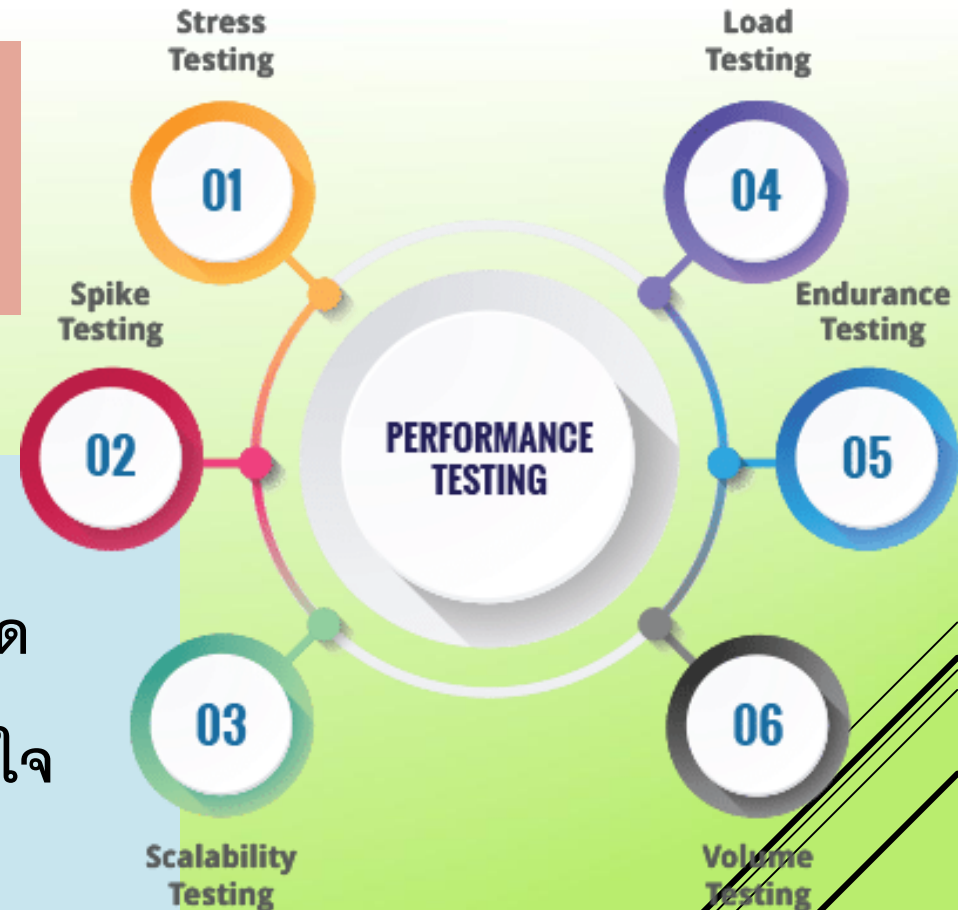 Stress
Testing
01
Load
Testing
04
Spike
Testing
02
Endurance
Testing
05
PERFORMANCE
TESTING
03
Scalability
Testing
06
Volume
Testing